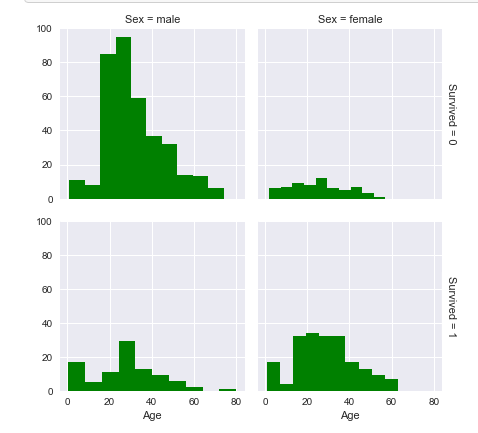 Sex = male
Sex = female
100
80
60
40
20
0
Survived = 0
100
80
60
40
20
0
Survived = 1
0 20 40 60 80
0 20 40 60 80
Age
Age